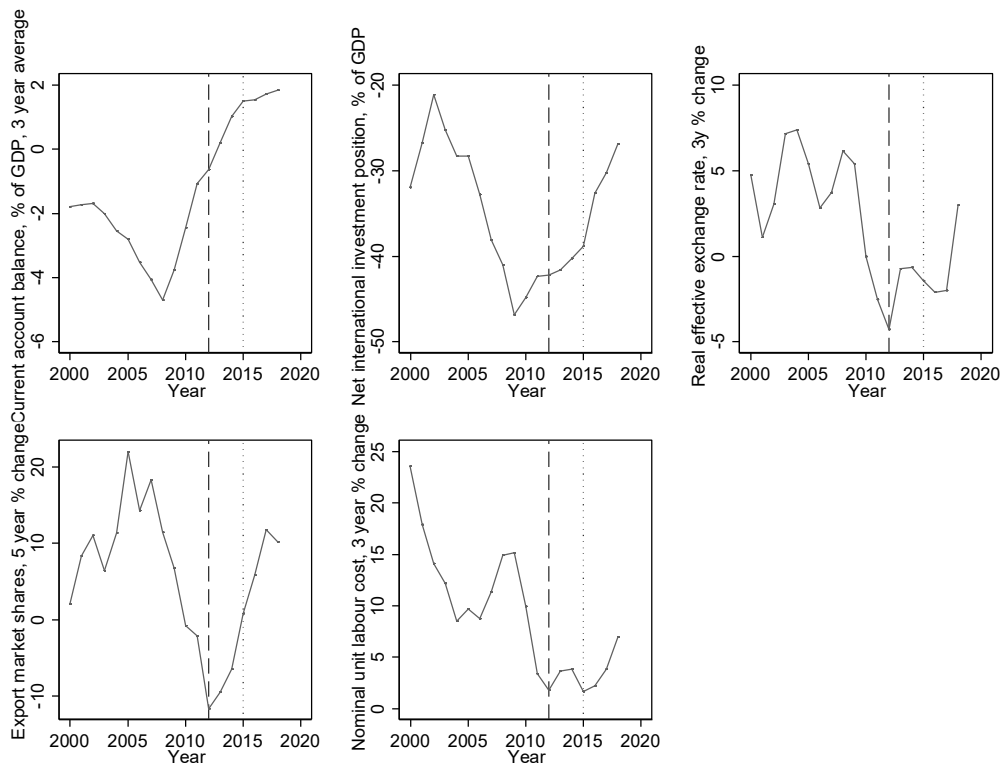 Current account balance, % of GDP, 3 year average
2
0
-2
-4
-6
2000 2005 2010 2015 2020
Year
Net international investment position, % of GDP
-20
-30
-40
-50
2000 2005 2010 2015 2020
Year
Real effective exchange rate, 3y % change
10
5
0
-5
2000 2005 2010 2015 2020
Year
Export market shares, 5 year % change
20
10
0
-10
2000 2005 2010 2015 2020
Year
Nominal unit labour cost, 3 year % change
25
20
15
10
5
0
2000 2005 2010 2015 2020
Year